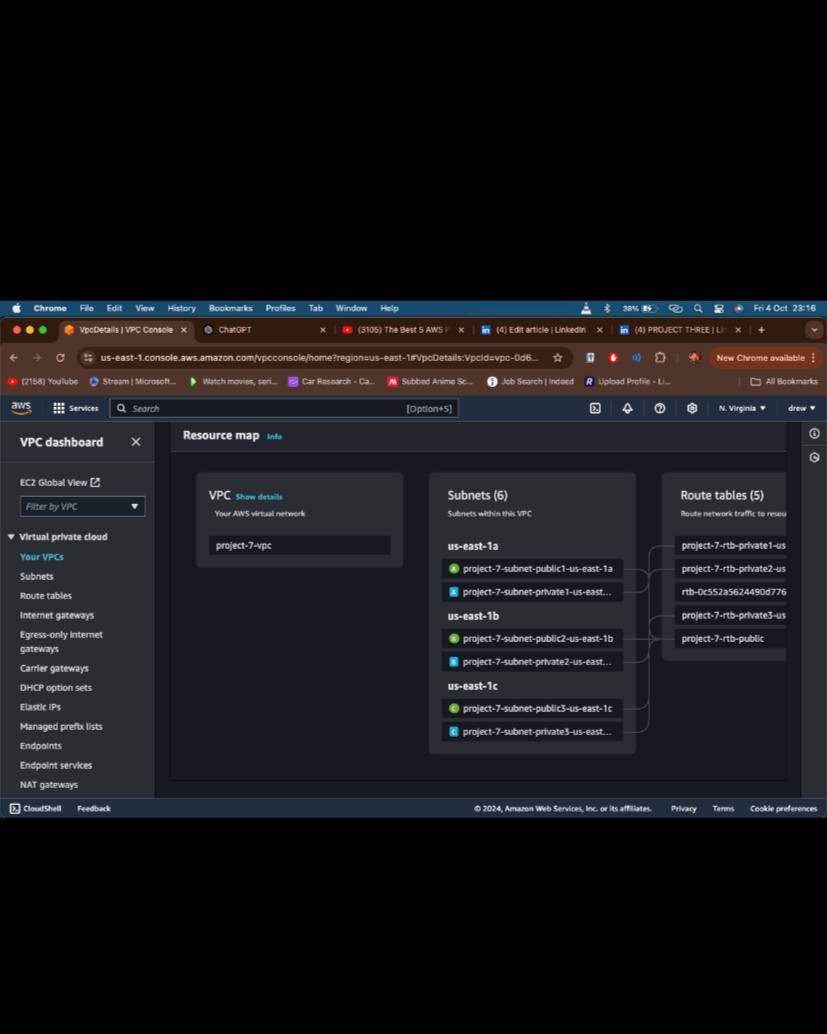 Chrome File Edit View History Bookmarks Profiles Tab Window Help 38% Fri 4 Oct 23:16
VpcDetails | VPC Console ChatGPT (3105) The Best 5 AWS (4) Edit article | LinkedIn (4) PROJECT THREE |
us-east-1.console.aws.amazon.com/vpcconsole/home?region=us-east-1#VpcDetails:VpcId=vpc-0d6... New Chrome available
(2158) YouTube Stream | Microsoft... Watch movies, seri... Car Research - Ca... Subbed Anime Sc... Job Search | Indeed Upload Profile - Li... All Bookmarks
aws Services Search [Option+S] N. Virginia drew
VPC dashboard
EC2 Global View
Filter by VPC
Virtual private cloud
Your VPCs
Subnets
Route tables
Internet gateways
Egress-only internet
gateways
Carrier gateways
DHCP option sets
Elastic IPs
Managed prefix lists
Endpoints
Endpoint services
NAT gateways
Resource map Info
VPC Show details
Your AWS virtual network
project-7-vpc
Subnets (6)
Subnets within this VPC
us-east-1a
A project-7-subnet-public1-us-east-1a
A project-7-subnet-private1-us-east...
us-east-1b
B project-7-subnet-public2-us-east-1b
B project-7-subnet-private2-us-east...
us-east-1c
C project-7-subnet-public3-us-east-1c
C project-7-subnet-private3-us-east...
Route tables (5)
Route network traffic to resou
project-7-rtb-private1-us
project-7-rtb-private2-us
rtb-0c552a5624490d776
project-7-rtb-private3-us
project-7-rtb-public
CloudShell Feedback © 2024, Amazon Web Services, Inc. or its affiliates. Privacy Terms Cookie preferences